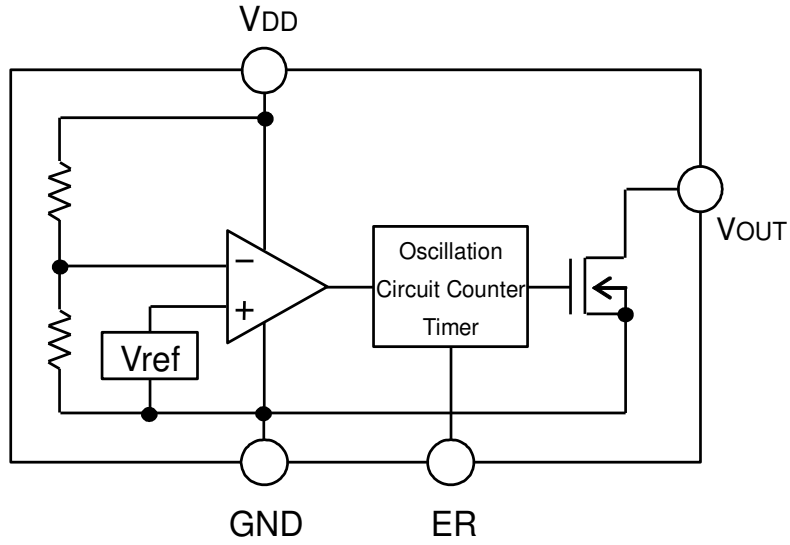 VDD
VOUT
Oscillation
Circuit Counter
Timer
−
+
Vref
GND
ER